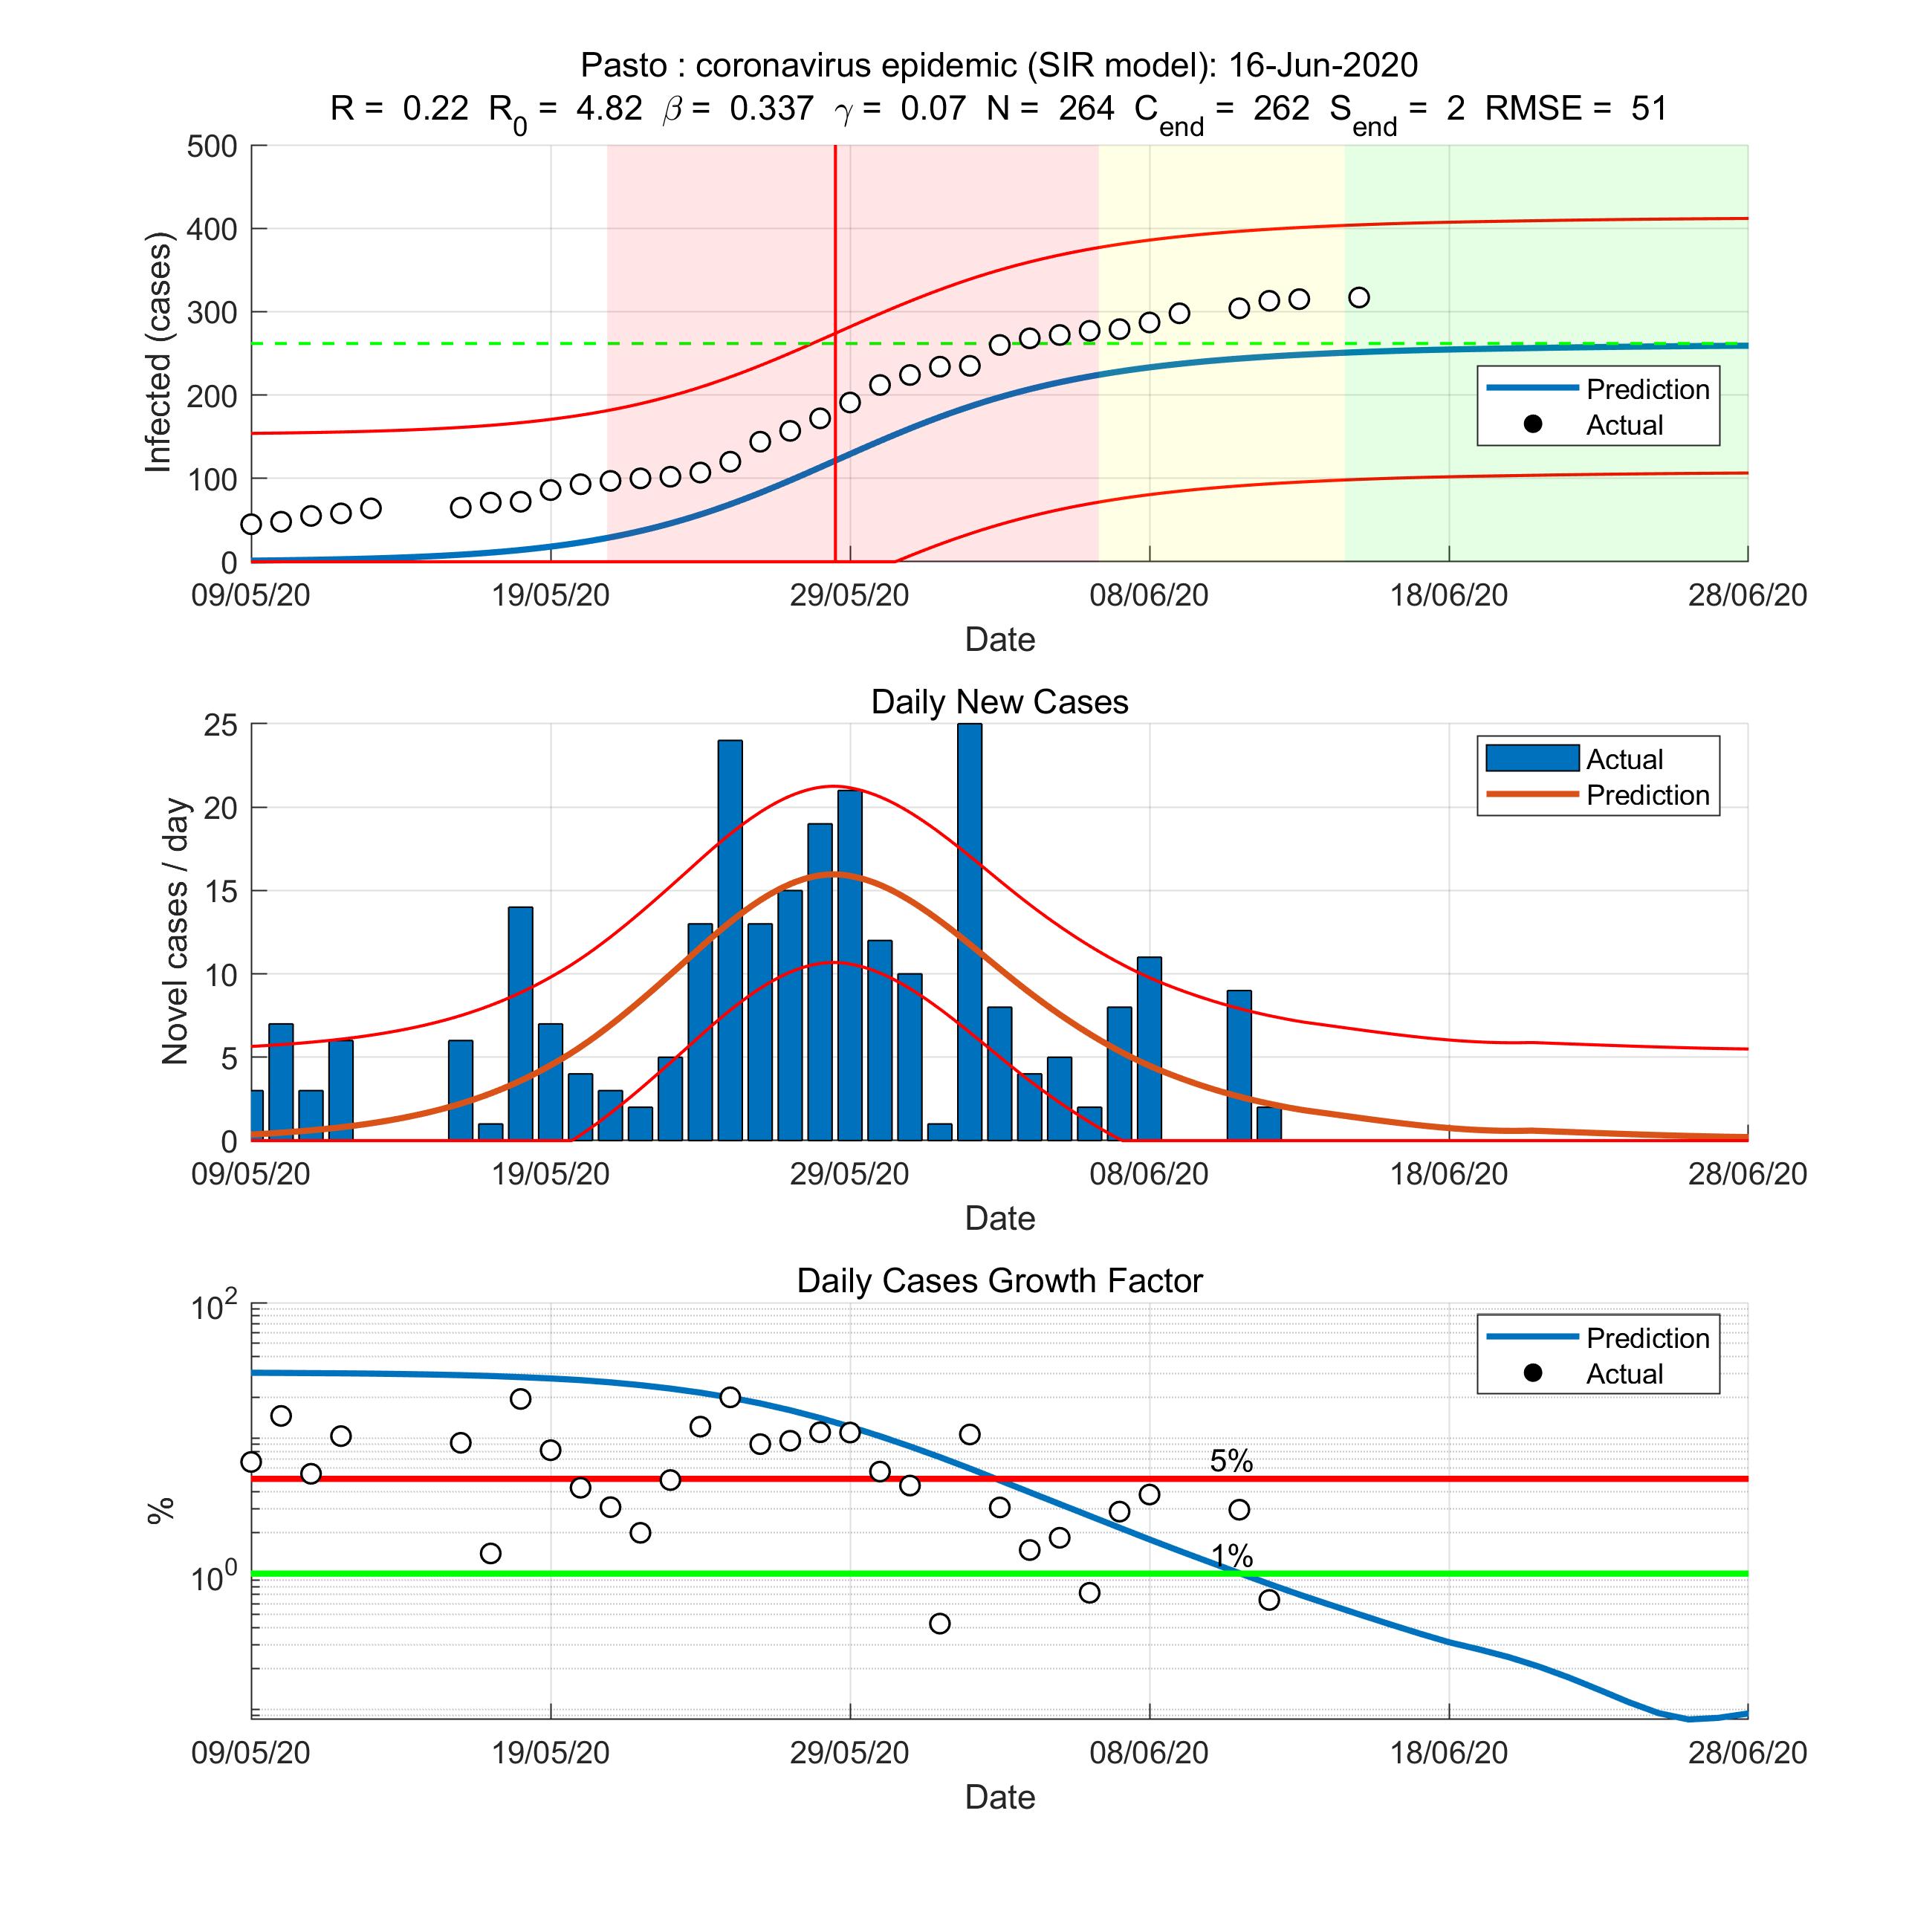 Pasto : coronavirus epidemic (SIR model): 16-Jun-2020
R = 0.22 R0 = 4.82 β = 0.337 γ = 0.07 N = 264 Cend = 262 Send = 2 RMSE = 51
500
400
300
200
100
0
Infected (cases)
Prediction
Actual
09/05/20 19/05/20 29/05/20 08/06/20 18/06/20 28/06/20
Date
Daily New Cases
25
20
15
10
5
0
Novel cases / day
Actual
Prediction
09/05/20 19/05/20 29/05/20 08/06/20 18/06/20 28/06/20
Date
Daily Cases Growth Factor
10^2
10^0
%
Prediction
Actual
5%
1%
09/05/20 19/05/20 29/05/20 08/06/20 18/06/20 28/06/20
Date